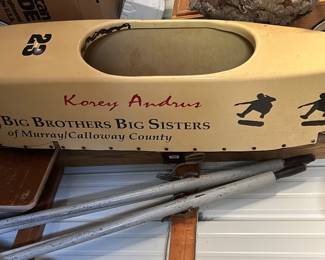 23
Korey Andrus
BIG BROTHERS BIG SISTERS
of Murray/Calloway County